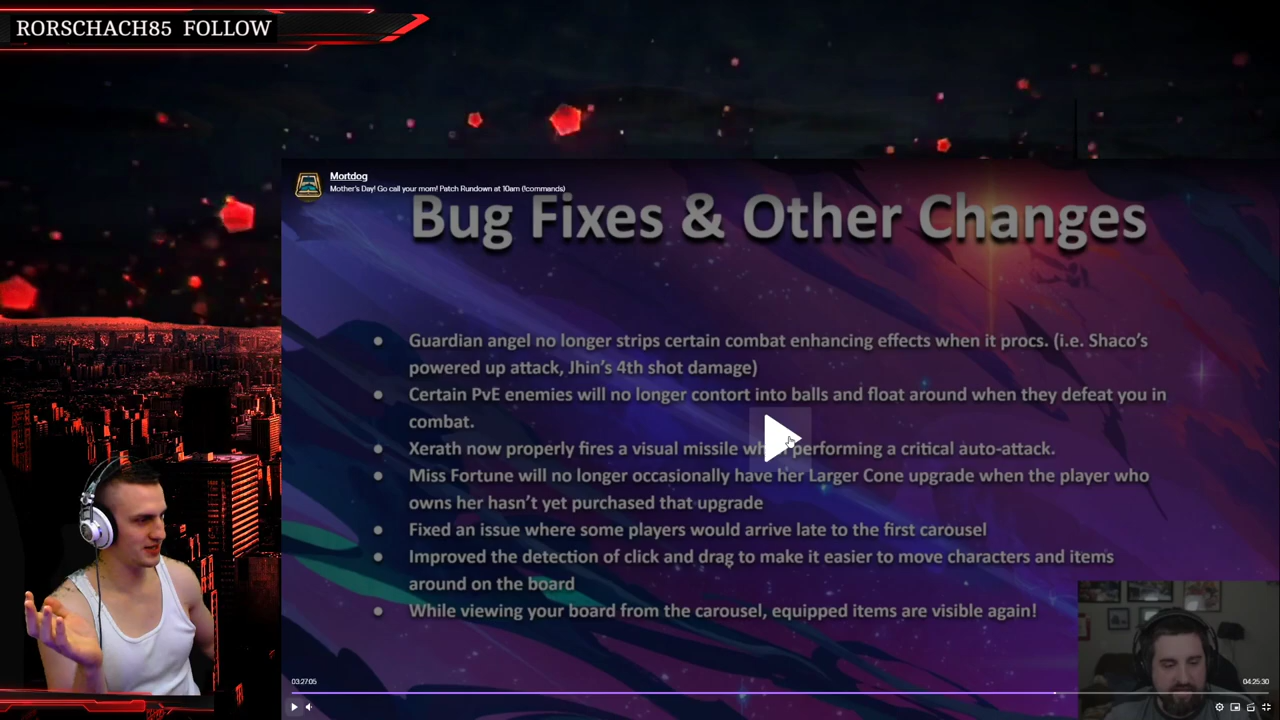 RORSCHACH85 FOLLOW
Mortdog
Mother's Day! Go call your mom! Patch Rundown at 10am (!commands)
Bug Fixes & Other Changes
● Guardian angel no longer strips certain combat enhancing effects when it procs. (i.e. Shaco's
powered up attack, Jhin's 4th shot damage)
● Certain PvE enemies will no longer contort into balls and float around when they defeat you in
combat.
● Xerath now properly fires a visual missile performing a critical auto-attack.
● Miss Fortune will no longer occasionally have her Larger Cone upgrade when the player who
owns her hasn't yet purchased that upgrade
● Fixed an issue where some players would arrive late to the first carousel
● Improved the detection of click and drag to make it easier to move characters and items
around on the board
● While viewing your board from the carousel, equipped items are visible again!
03:27:05
04:25:30